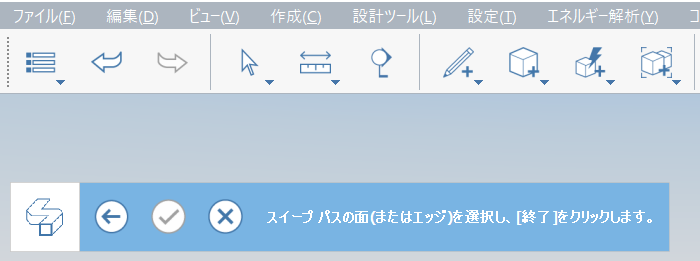 ファイル(F) 編集(D) ビュー(V) 作成(C) 設計ツール(L) 設定(T) エネルギー解析(Y)
スイープ パスの面(またはエッジ)を選択し、[終了]をクリックします。